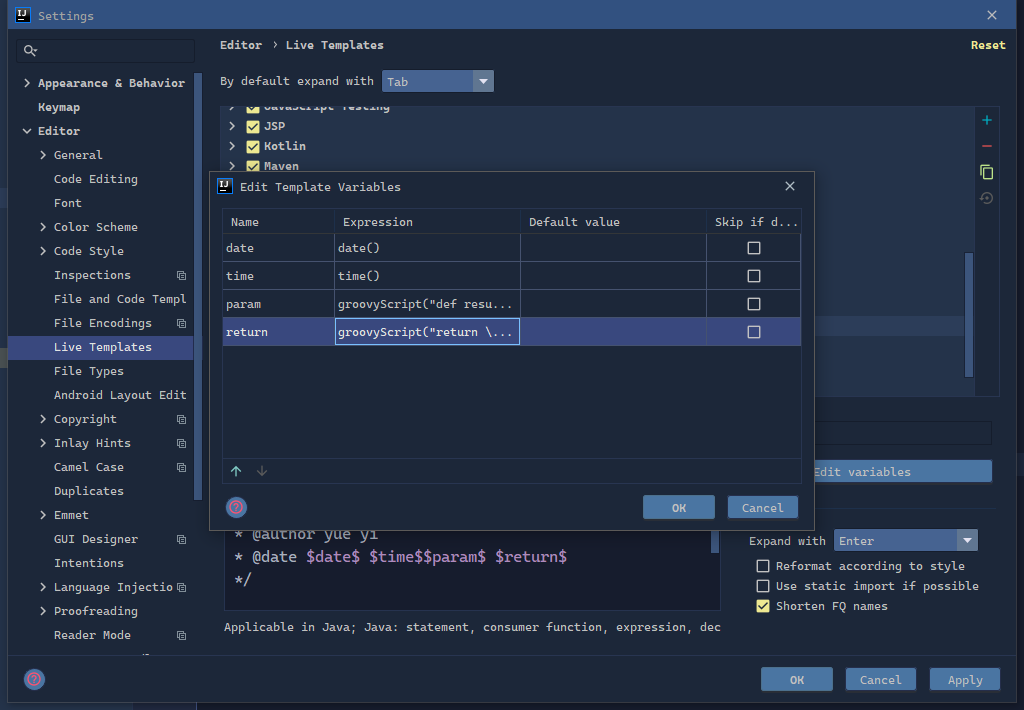 Settings
Editor › Live Templates
Reset
By default expand with Tab
Appearance & Behavior
Keymap
Editor
General
Code Editing
Font
Color Scheme
Code Style
Inspections
File and Code Templ
File Encodings
Live Templates
File Types
Android Layout Edit
Copyright
Inlay Hints
Camel Case
Duplicates
Emmet
GUI Designer
Intentions
Language Injectio
Proofreading
Reader Mode
JavaScript Testing
JSP
Kotlin
Maven
Edit Template Variables
Name Expression Default value Skip if d...
date date()
time time()
param groovyScript("def resu...
return groovyScript("return \...
OK Cancel
Edit variables
* @author yue yi
* @date $date$ $time$$param$ $return$
*/
Expand with Enter
Reformat according to style
Use static import if possible
Shorten FQ names
Applicable in Java; Java: statement, consumer function, expression, dec
OK Cancel Apply